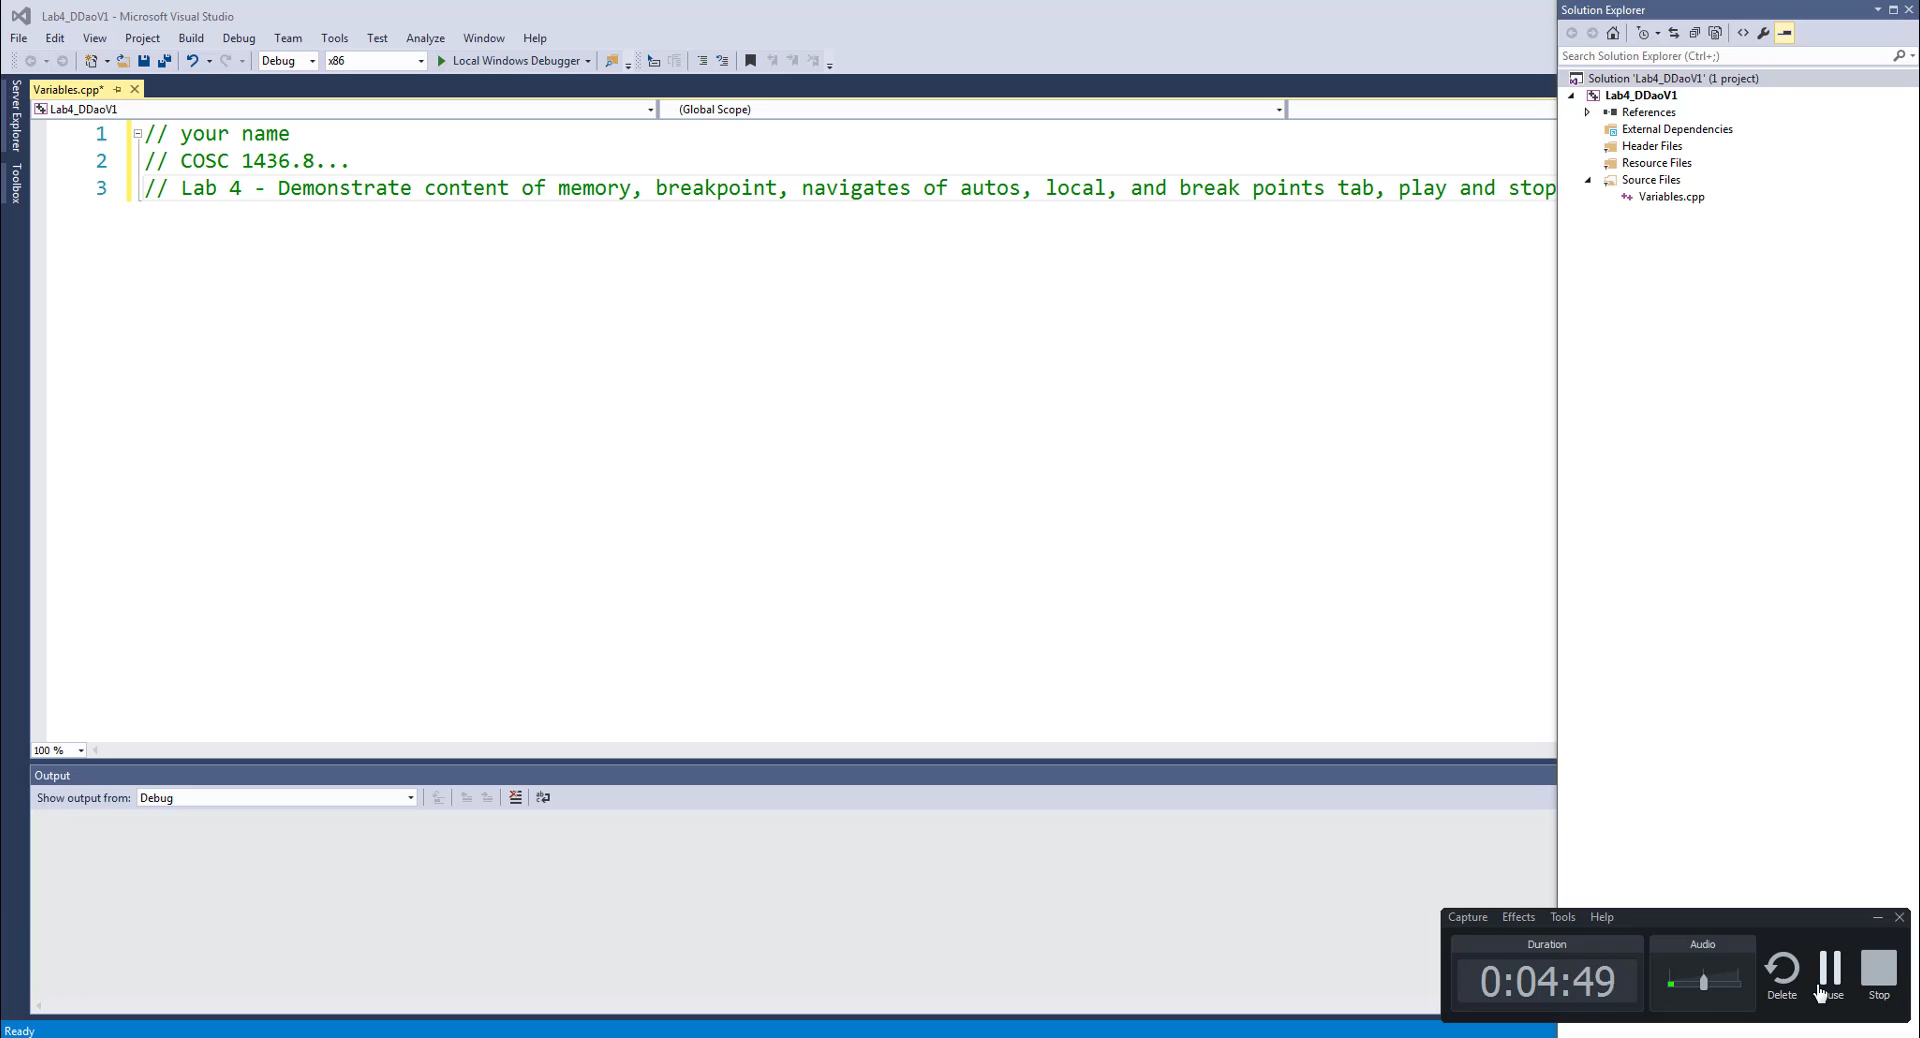 Lab4_DDaoV1 - Microsoft Visual Studio
File Edit View Project Build Debug Team Tools Test Analyze Window Help
Debug x86 Local Windows Debugger
Server Explorer
Toolbox
Variables.cpp*
Lab4_DDaoV1 (Global Scope)
1 // your name
2 // COSC 1436.8...
3 // Lab 4 - Demonstrate content of memory, breakpoint, navigates of autos, local, and break points tab, play and stop
100 %
Output
Show output from: Debug
Ready
Solution Explorer
Search Solution Explorer (Ctrl+;)
Solution 'Lab4_DDaoV1' (1 project)
Lab4_DDaoV1
References
External Dependencies
Header Files
Resource Files
Source Files
Variables.cpp
Capture Effects Tools Help
Duration Audio
0:04:49
Delete use Stop